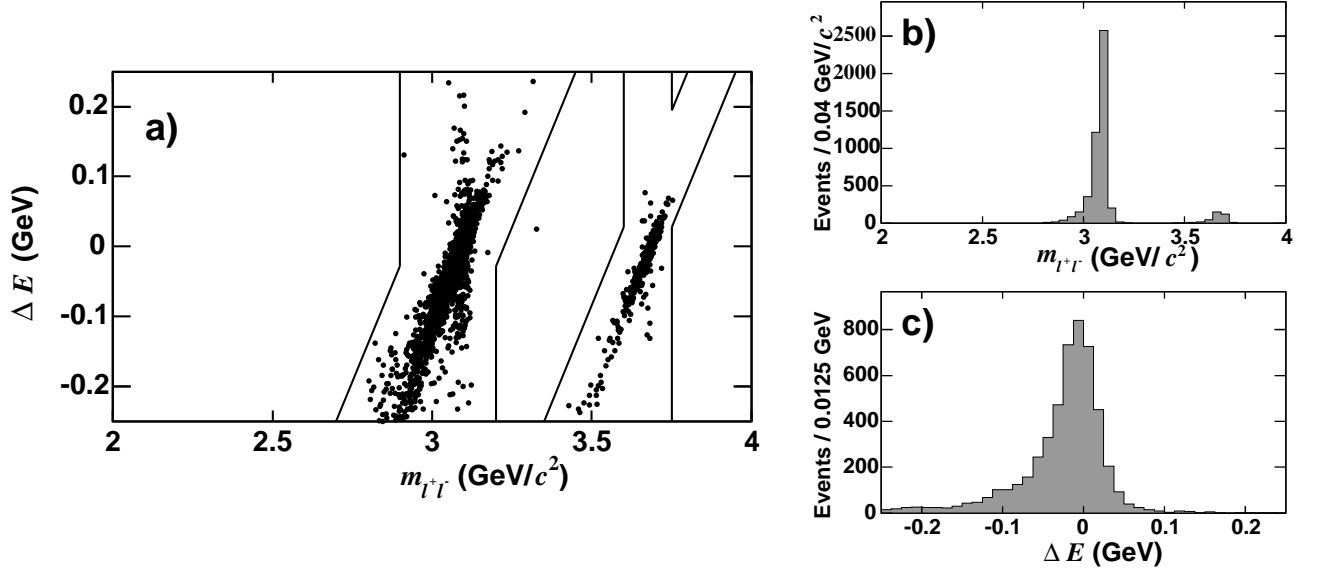 a)
Δ E (GeV)
0.2
0.1
0
-0.1
-0.2
2 2.5 3 3.5 4
m_{l⁺l⁻} (GeV/c²)
b)
Events / 0.04 GeV/c²
2500
2000
1500
1000
500
0
2 2.5 3 3.5 4
m_{l⁺l⁻} (GeV/c²)
c)
Events / 0.0125 GeV
800
600
400
200
0
-0.2 -0.1 0 0.1 0.2
Δ E (GeV)